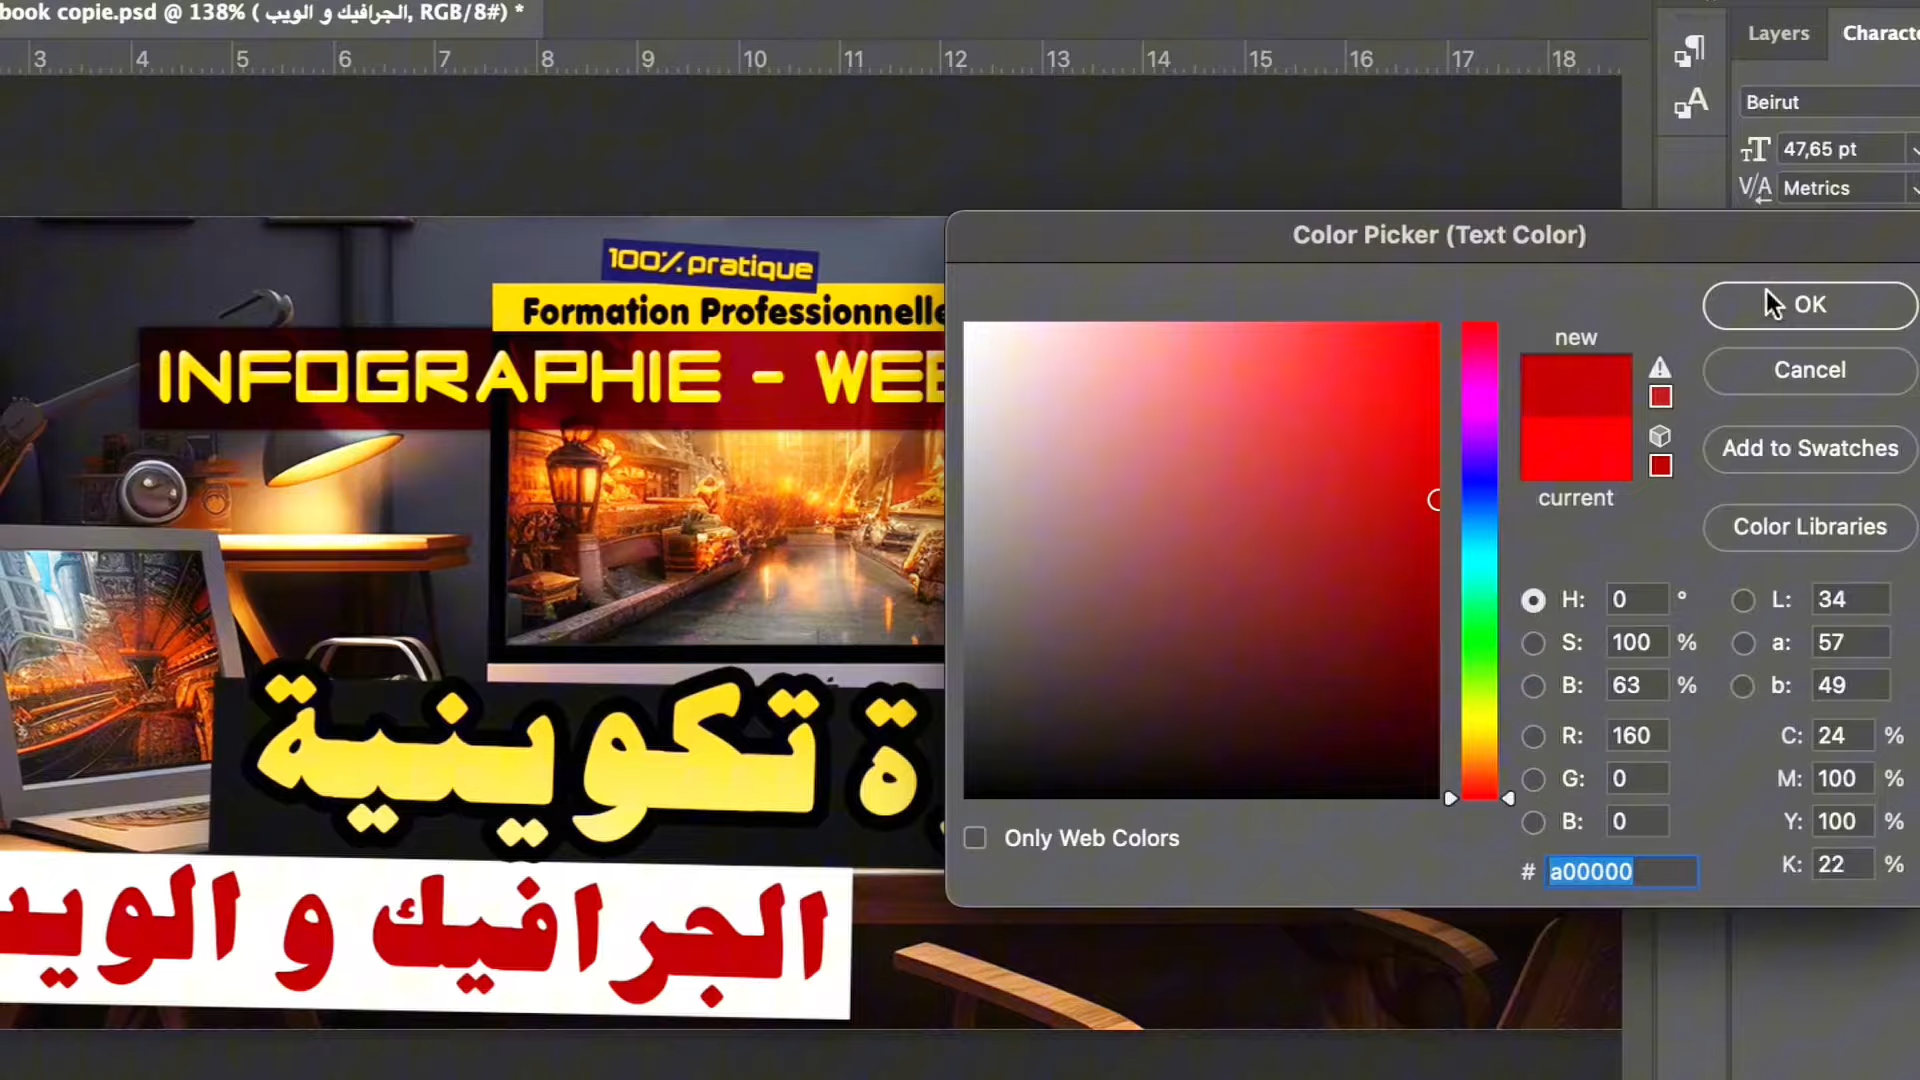 book copie.psd @ 138% ( الجرافيك و الويب, RGB/8#) *
3 4 5 6 7 8 9 10 11 12 13 14 15 16 17 18
Layers
Beirut
47,65 pt
Metrics
100% pratique
Formation Professionnelle
INFOGRAPHIE - WEB
تكوينية
الجرافيك و
Color Picker (Text Color)
OK
Cancel
Add to Swatches
Color Libraries
new
current
H: 0 °
S: 100 %
B: 63 %
R: 160
G: 0
B: 0
# a00000
L: 34
a: 57
b: 49
C: 24 %
M: 100 %
Y: 100 %
K: 22 %
Only Web Colors